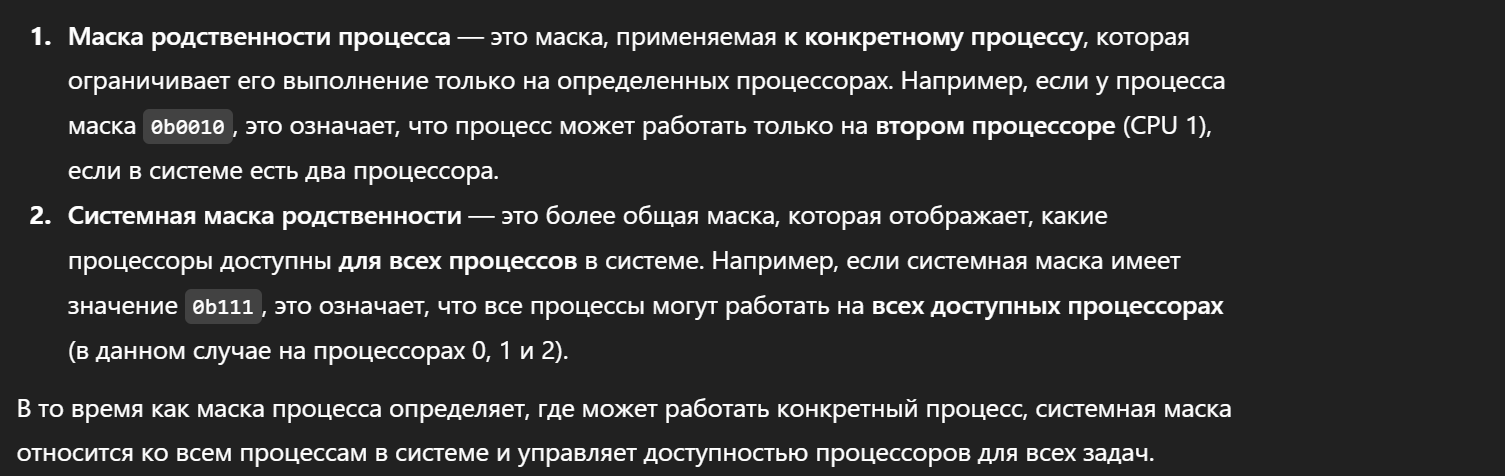 1. Маска родственности процесса — это маска, применяемая к конкретному процессу, которая
ограничивает его выполнение только на определенных процессорах. Например, если у процесса
маска 0b0010, это означает, что процесс может работать только на втором процессоре (CPU 1),
если в системе есть два процессора.
2. Системная маска родственности — это более общая маска, которая отображает, какие
процессоры доступны для всех процессов в системе. Например, если системная маска имеет
значение 0b111, это означает, что все процессы могут работать на всех доступных процессорах
(в данном случае на процессорах 0, 1 и 2).
В то время как маска процесса определяет, где может работать конкретный процесс, системная маска
относится ко всем процессам в системе и управляет доступностью процессоров для всех задач.